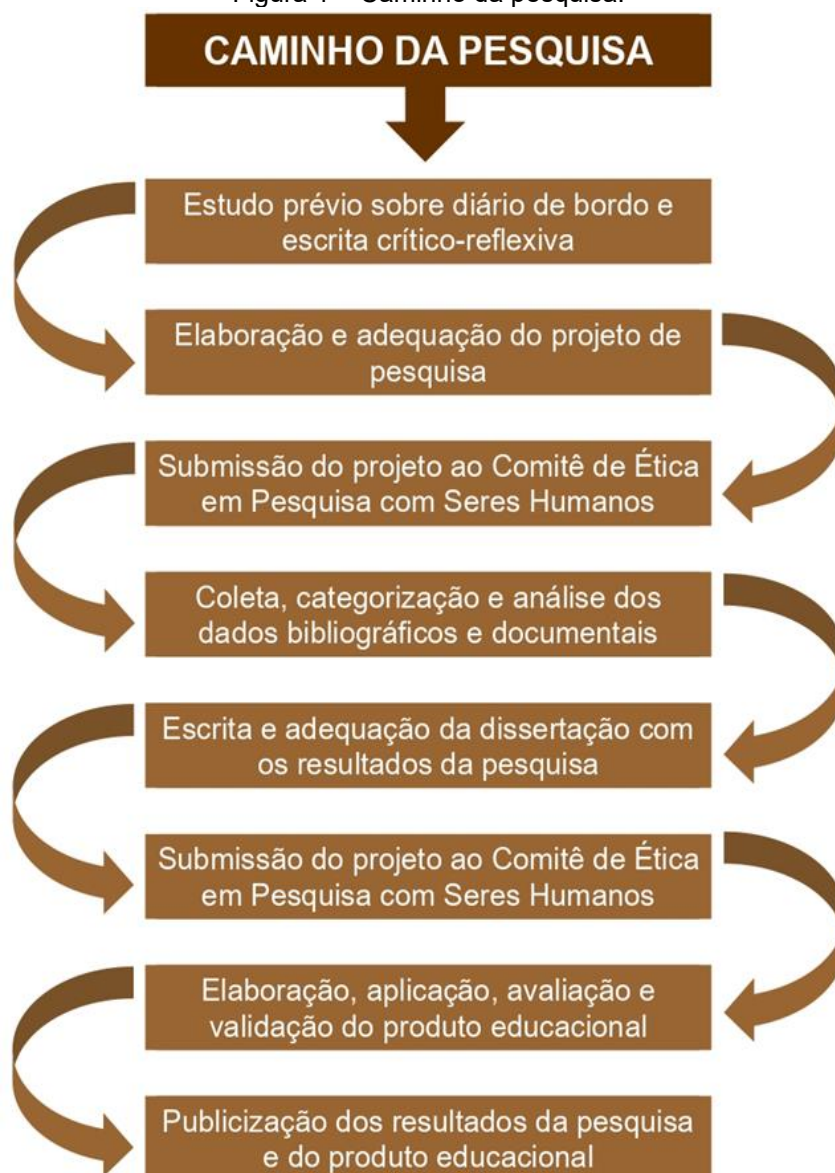 CAMINHO DA PESQUISA
Estudo prévio sobre diário de bordo e
escrita crítico-reflexiva
Elaboração e adequação do projeto de
pesquisa
Submissão do projeto ao Comitê de Ética
em Pesquisa com Seres Humanos
Coleta, categorização e análise dos
dados bibliográficos e documentais
Escrita e adequação da dissertação com
os resultados da pesquisa
Submissão do projeto ao Comitê de Ética
em Pesquisa com Seres Humanos
Elaboração, aplicação, avaliação e
validação do produto educacional
Publicização dos resultados da pesquisa
e do produto educacional